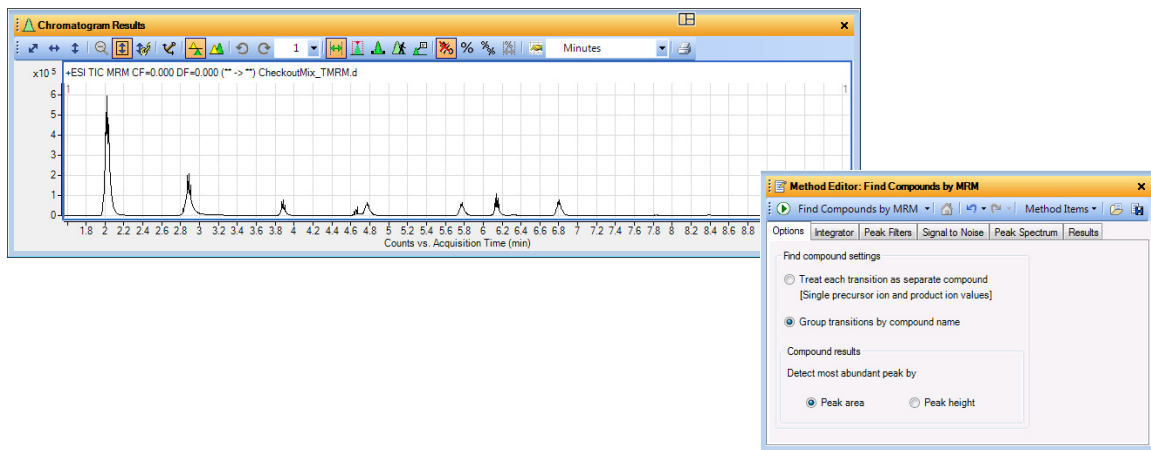 Chromatogram Results
1 Minutes
x10 5 +ESI TIC MRM CF=0.000 DF=0.000 (** -> **) CheckoutMix_TMRM.d
1 1
6
5
4
3
2
1
0
1.8 2 2.2 2.4 2.6 2.8 3 3.2 3.4 3.6 3.8 4 4.2 4.4 4.6 4.8 5 5.2 5.4 5.6 5.8 6 6.2 6.4 6.6 6.8 7 7.2 7.4 7.6 7.8 8 8.2 8.4 8.6 8.8
Counts vs. Acquisition Time (min)
Method Editor: Find Compounds by MRM
Find Compounds by MRM Method Items
Options Integrator Peak Filters Signal to Noise Peak Spectrum Results
Find compound settings
Treat each transition as separate compound
[Single precursor ion and product ion values]
Group transitions by compound name
Compound results
Detect most abundant peak by
Peak area Peak height